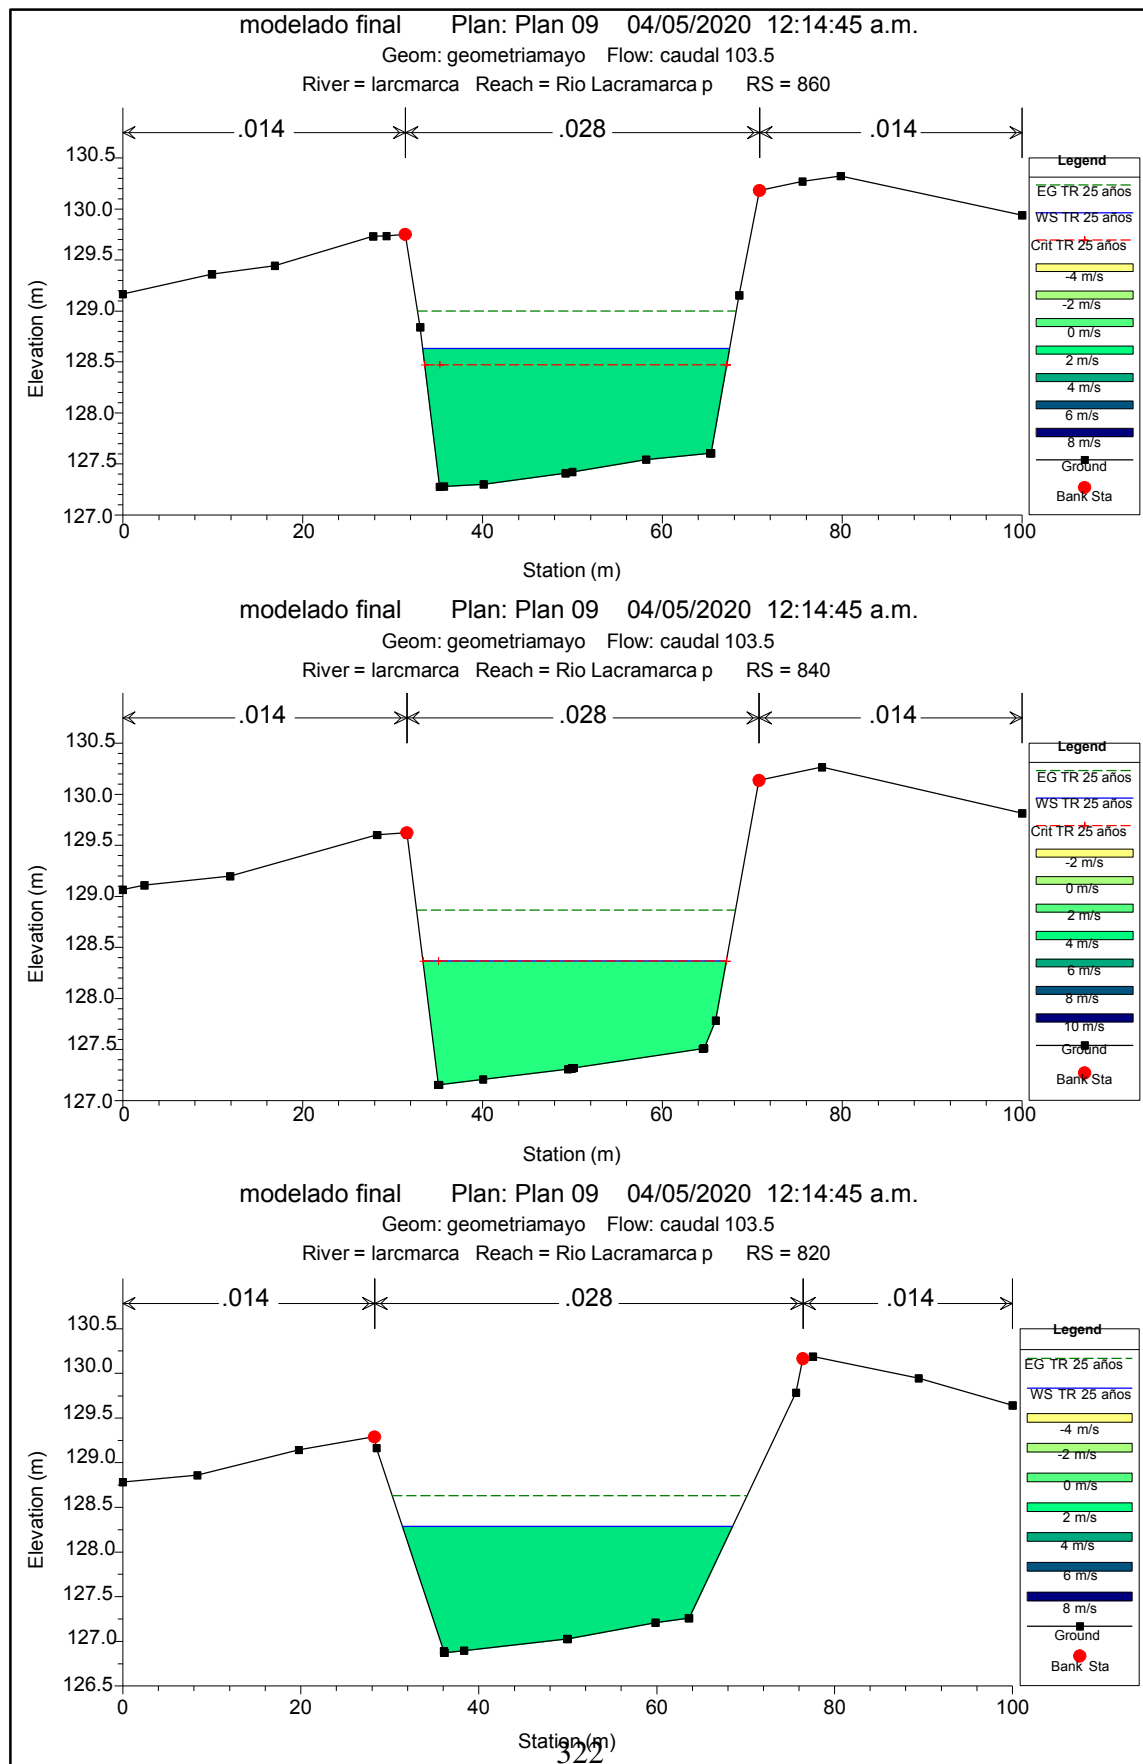 modelado final Plan: Plan 09 04/05/2020 12:14:45 a.m.
Geom: geometriamayo Flow: caudal 103.5
River = larcmarca Reach = Rio Lacramarca p RS = 860
.014 .028 .014
130.5
130.0
129.5
129.0
128.5
128.0
127.5
127.0
Elevation (m)
0 20 40 60 80 100
Station (m)
Legend
EG TR 25 años
WS TR 25 años
Crit TR 25 años
-4 m/s
-2 m/s
0 m/s
2 m/s
4 m/s
6 m/s
8 m/s
Ground
Bank Sta
modelado final Plan: Plan 09 04/05/2020 12:14:45 a.m.
Geom: geometriamayo Flow: caudal 103.5
River = larcmarca Reach = Rio Lacramarca p RS = 840
.014 .028 .014
130.5
130.0
129.5
129.0
128.5
128.0
127.5
127.0
Elevation (m)
0 20 40 60 80 100
Station (m)
Legend
EG TR 25 años
WS TR 25 años
Crit TR 25 años
-2 m/s
0 m/s
2 m/s
4 m/s
6 m/s
8 m/s
10 m/s
Ground
Bank Sta
modelado final Plan: Plan 09 04/05/2020 12:14:45 a.m.
Geom: geometriamayo Flow: caudal 103.5
River = larcmarca Reach = Rio Lacramarca p RS = 820
.014 .028 .014
130.5
130.0
129.5
129.0
128.5
128.0
127.5
127.0
126.5
Elevation (m)
0 20 40 60 80 100
Station (m)
Legend
EG TR 25 años
WS TR 25 años
-4 m/s
-2 m/s
0 m/s
2 m/s
4 m/s
6 m/s
8 m/s
Ground
Bank Sta
322